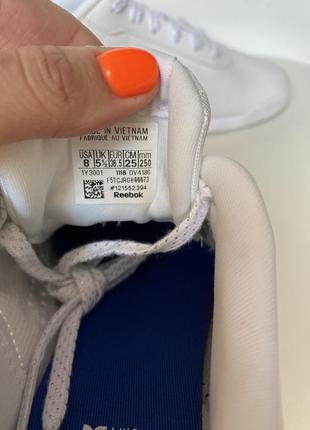 MADE IN VIETNAM
FABRIQUÉ AU VIETNAM
USA UK EUR CM mm
8 5½ 38.5 25 250
1Y3001 1118 DV4186
#121552394
Reebok